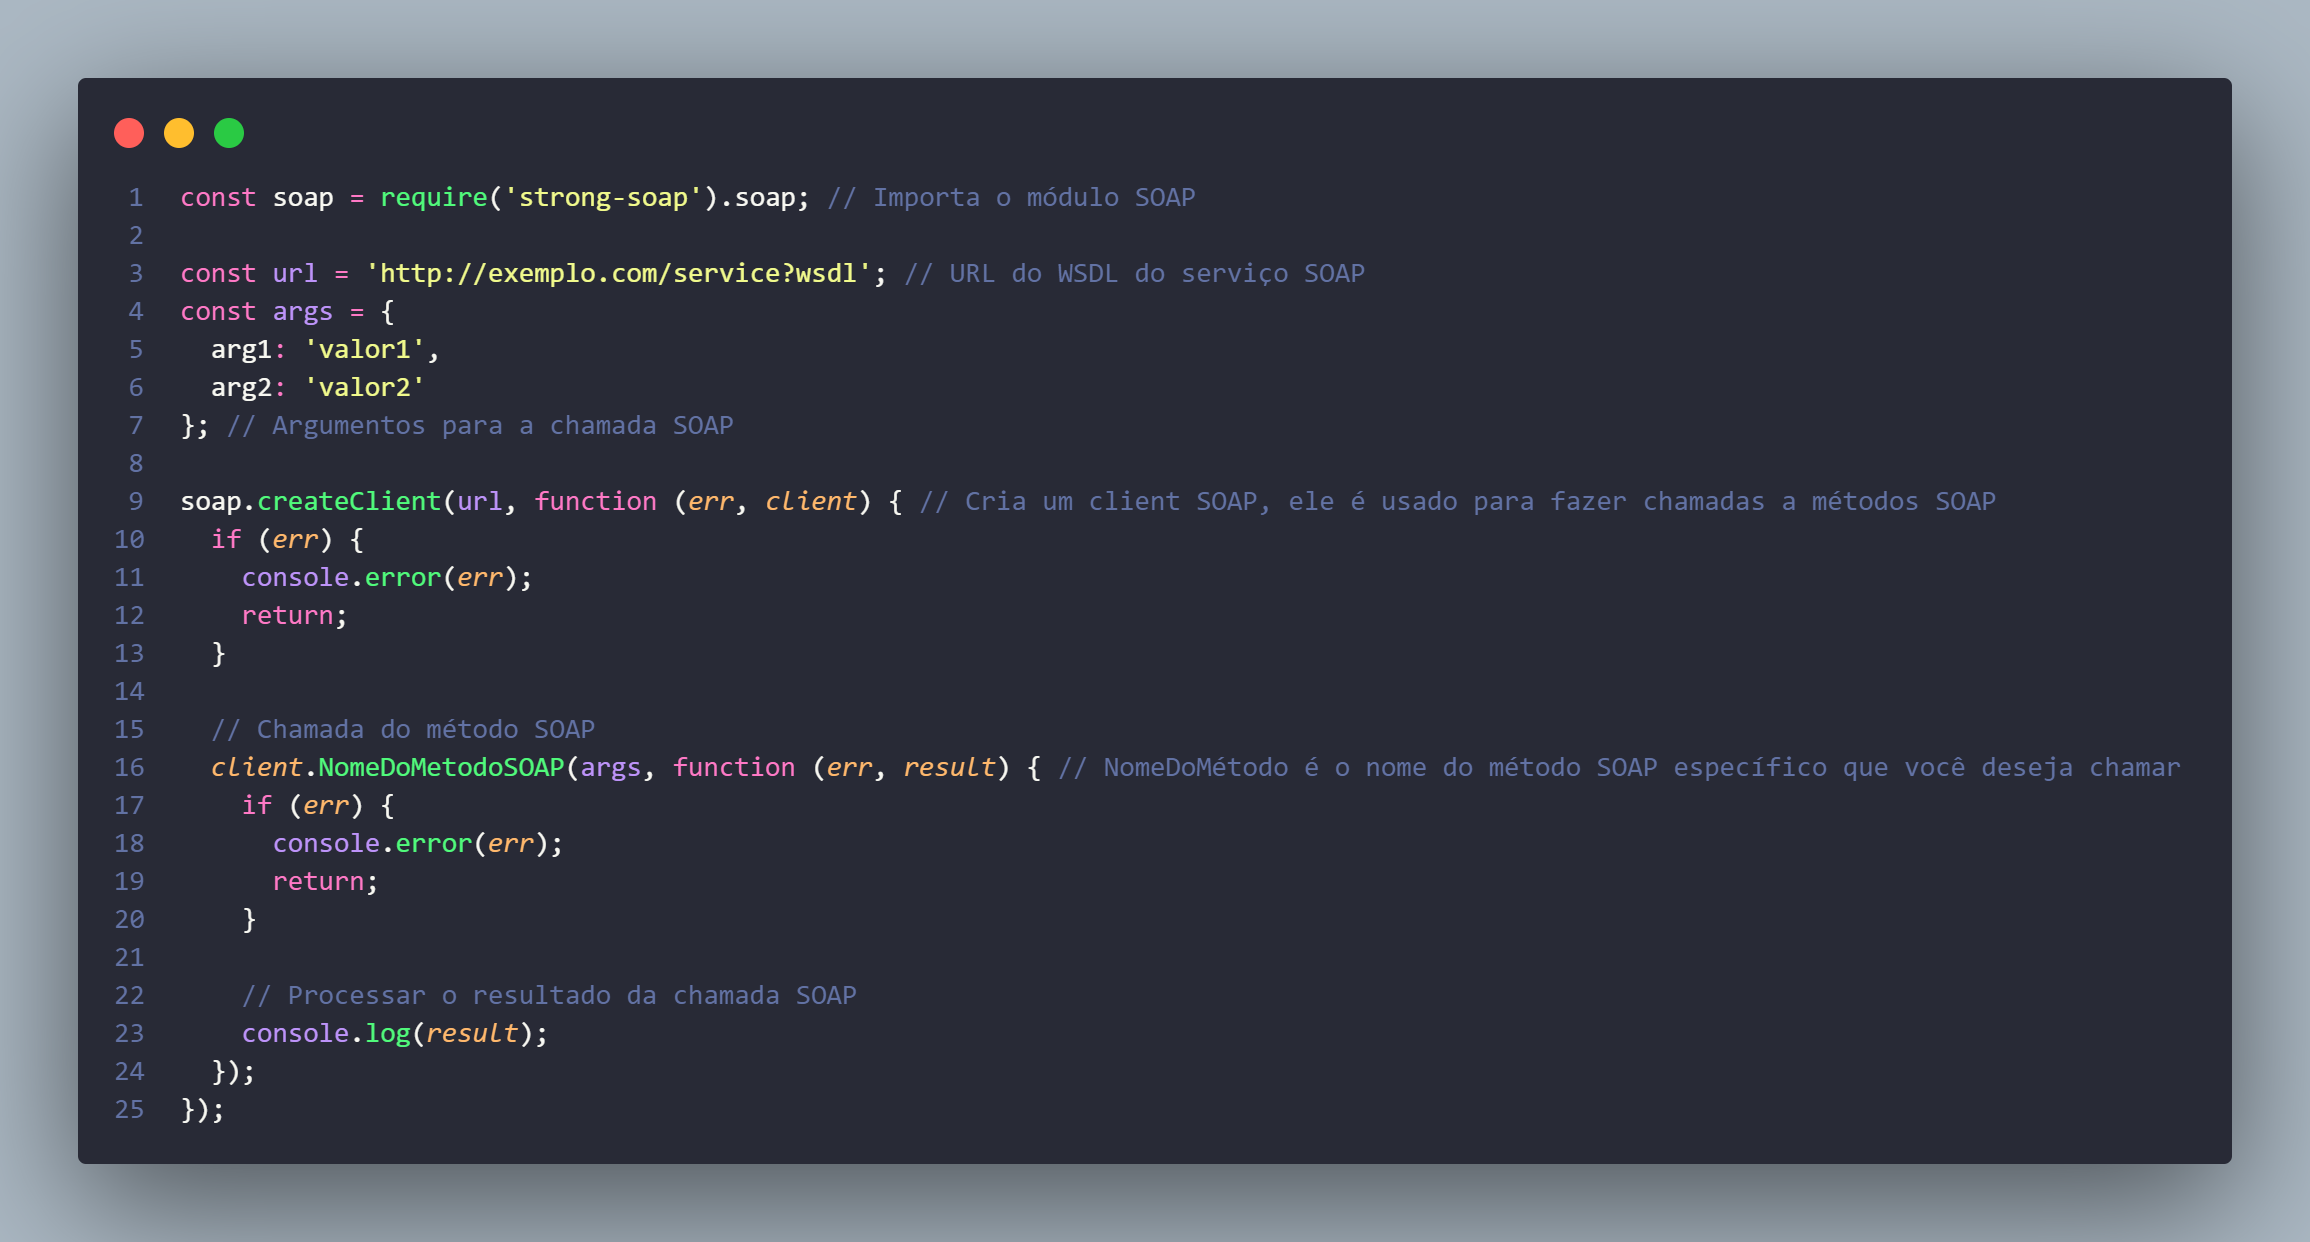 1 const soap = require('strong-soap').soap; // Importa o módulo SOAP
2
3 const url = 'http://exemplo.com/service?wsdl'; // URL do WSDL do serviço SOAP
4 const args = {
5   arg1: 'valor1',
6   arg2: 'valor2'
7 }; // Argumentos para a chamada SOAP
8
9 soap.createClient(url, function (err, client) { // Cria um client SOAP, ele é usado para fazer chamadas a métodos SOAP
10   if (err) {
11     console.error(err);
12     return;
13   }
14
15   // Chamada do método SOAP
16   client.NomeDoMetodoSOAP(args, function (err, result) { // NomeDoMétodo é o nome do método SOAP específico que você deseja chamar
17     if (err) {
18       console.error(err);
19       return;
20     }
21
22     // Processar o resultado da chamada SOAP
23     console.log(result);
24   });
25 });